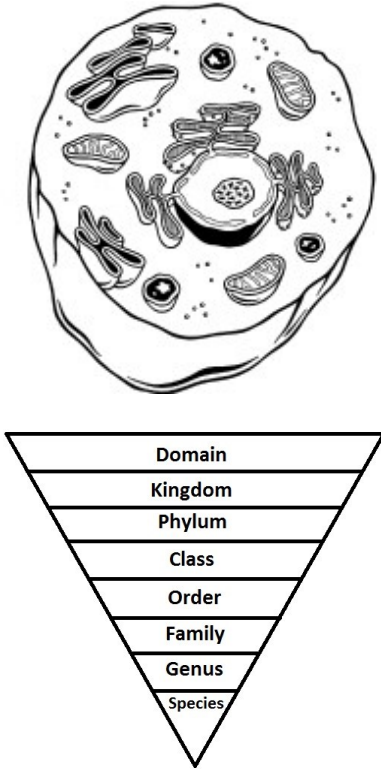 Domain
Kingdom
Phylum
Class
Order
Family
Genus
Species